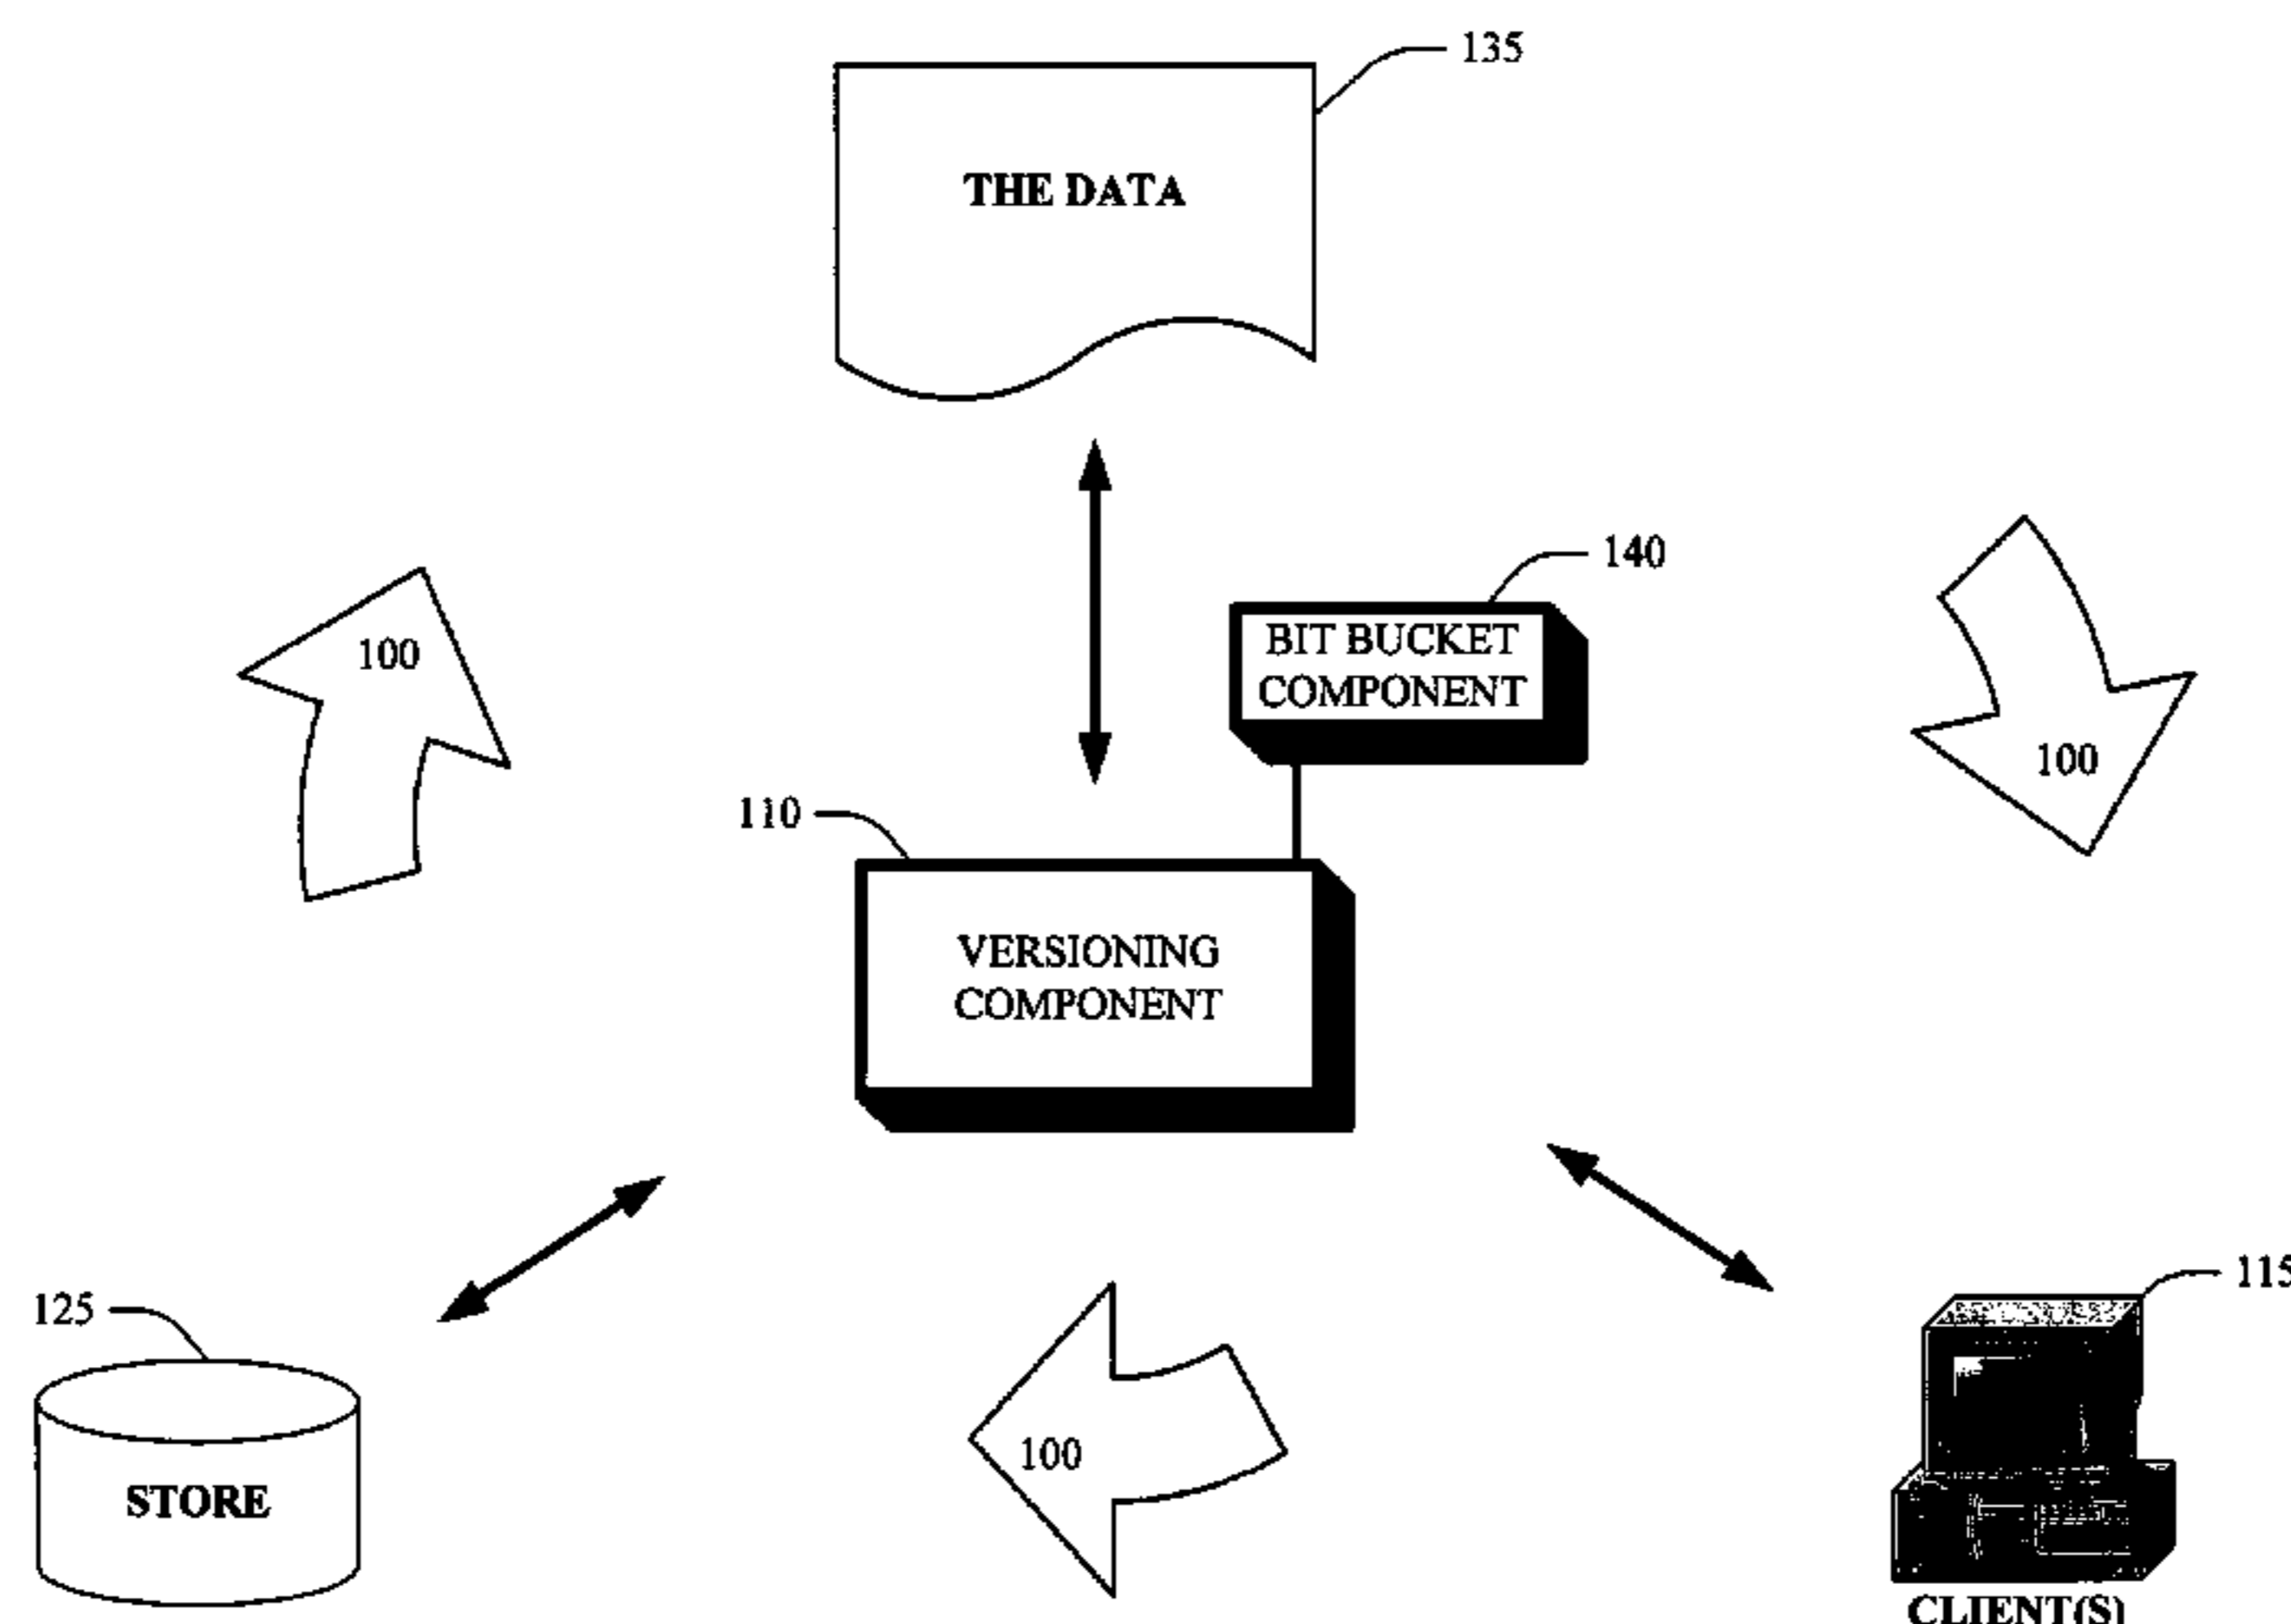 135
THE DATA
140
BIT BUCKET
COMPONENT
100
100
110
VERSIONING
COMPONENT
115
125
100
STORE
CLIENT(S)